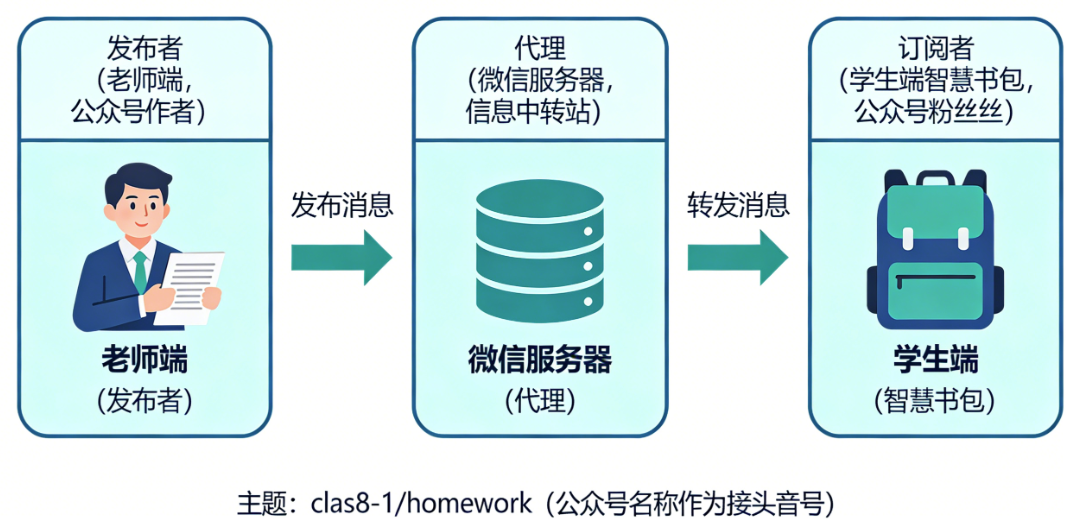 发布者
（老师端，
公众号作者）
代理
（微信服务器，
信息中转站）
订阅者
（学生端智慧书包，
公众号粉丝丝）
发布消息
转发消息
老师端
（发布者）
微信服务器
（代理）
学生端
（智慧书包）
主题：clas8-1/homework（公众号名称作为接头音号）